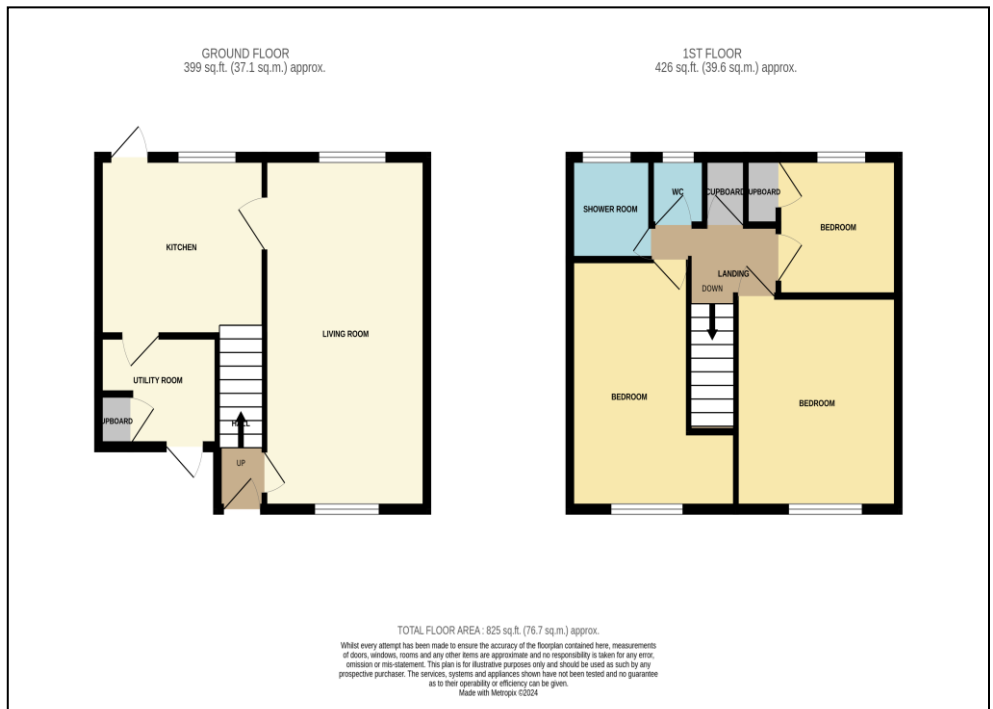 GROUND FLOOR
399 sq.ft. (37.1 sq.m.) approx.
1ST FLOOR
426 sq.ft. (39.6 sq.m.) approx.
KITCHEN
LIVING ROOM
UTILITY ROOM
UPBOARD
HALL
UP
SHOWER ROOM
WC
CUPBOARD
UPBOARD
BEDROOM
LANDING
DOWN
BEDROOM
BEDROOM
TOTAL FLOOR AREA : 825 sq.ft. (76.7 sq.m.) approx.
Whilst every attempt has been made to ensure the accuracy of the floorplan contained here, measurements
of doors, windows, rooms and any other items are approximate and no responsibility is taken for any error,
omission or mis-statement. This plan is for illustrative purposes only and should be used as such by any
prospective purchaser. The services, systems and appliances shown have not been tested and no guarantee
as to their operability or efficiency can be given.
Made with Metropix ©2024